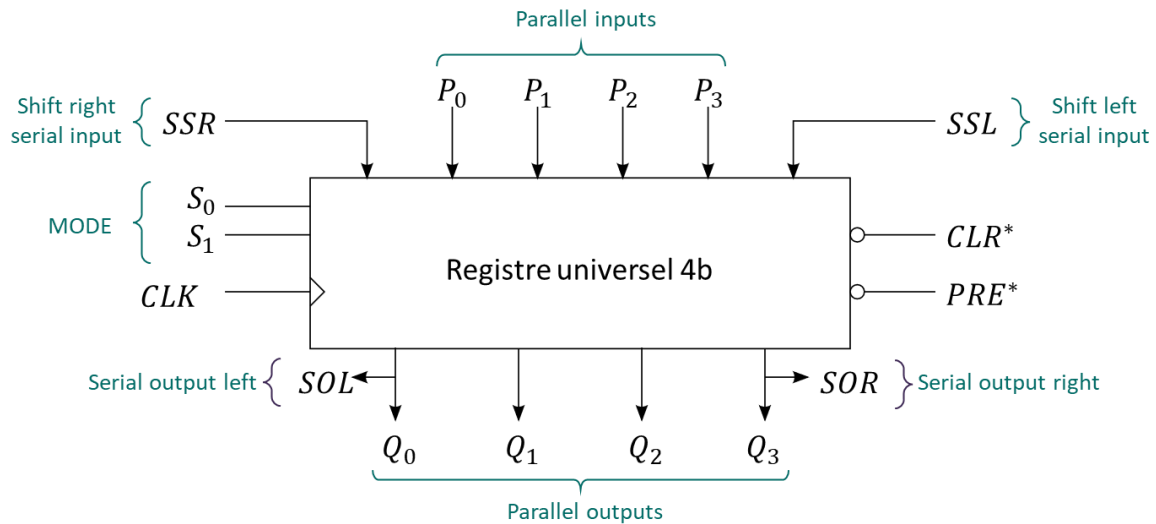 Parallel inputs
P₀ P₁ P₂ P₃
Shift right
serial input
SSR
SSL
Shift left
serial input
MODE
S₀
S₁
CLK
Registre universel 4b
CLR*
PRE*
Serial output left
SOL
SOR
Serial output right
Q₀ Q₁ Q₂ Q₃
Parallel outputs